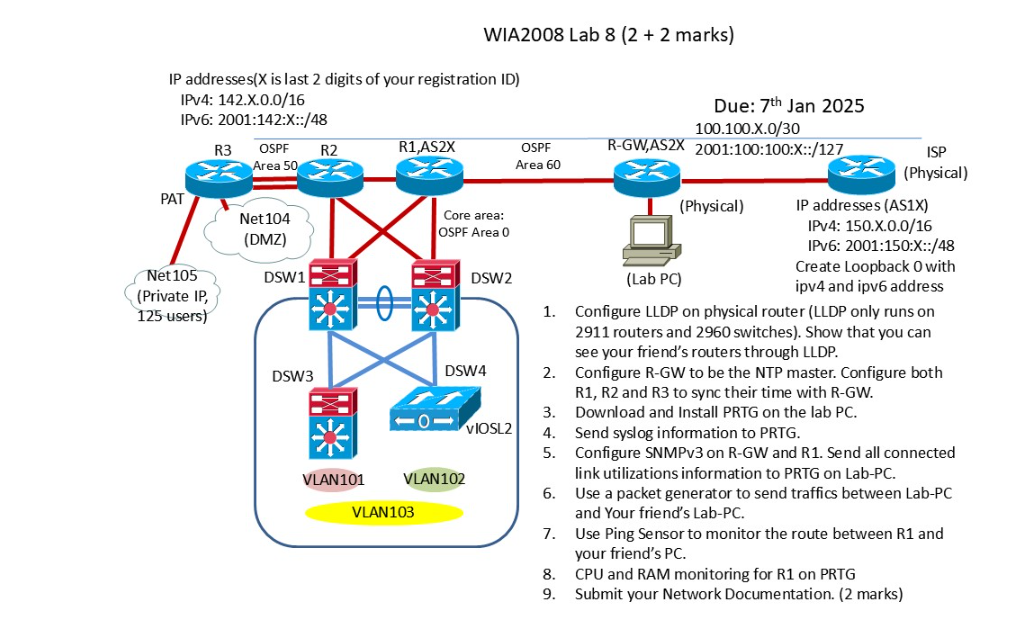 WIA2008 Lab 8 (2 + 2 marks)
IP addresses(X is last 2 digits of your registration ID)
IPv4: 142.X.0.0/16
IPv6: 2001:142:X::/48
Due: 7th Jan 2025
100.100.X.0/30
2001:100:100:X::/127
R3
OSPF
Area 50
R2
R1,AS2X
OSPF
Area 60
R-GW,AS2X
ISP
(Physical)
PAT
Net104
(DMZ)
Core area:
OSPF Area 0
(Physical)
IP addresses (AS1X)
IPv4: 150.X.0.0/16
IPv6: 2001:150:X::/48
Create Loopback 0 with
ipv4 and ipv6 address
Net105
(Private IP,
125 users)
DSW1
DSW2
(Lab PC)
DSW3
DSW4
vIOSL2
VLAN101
VLAN102
VLAN103
1. Configure LLDP on physical router (LLDP only runs on
2911 routers and 2960 switches). Show that you can
see your friend's routers through LLDP.
2. Configure R-GW to be the NTP master. Configure both
R1, R2 and R3 to sync their time with R-GW.
3. Download and Install PRTG on the lab PC.
4. Send syslog information to PRTG.
5. Configure SNMPv3 on R-GW and R1. Send all connected
link utilizations information to PRTG on Lab-PC.
6. Use a packet generator to send traffics between Lab-PC
and Your friend's Lab-PC.
7. Use Ping Sensor to monitor the route between R1 and
your friend's PC.
8. CPU and RAM monitoring for R1 on PRTG
9. Submit your Network Documentation. (2 marks)